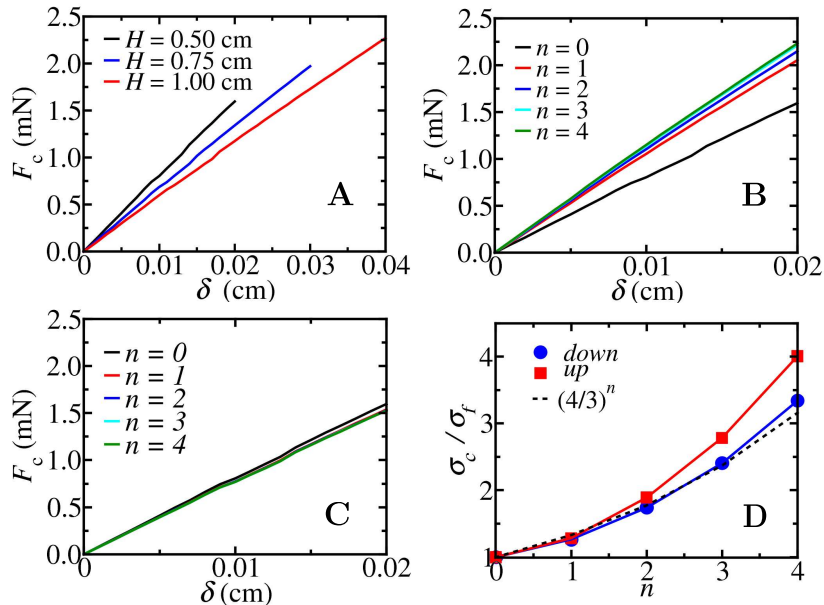 2.5
2.0
1.5
1.0
0.5
0.0
F_c (mN)
H = 0.50 cm
H = 0.75 cm
H = 1.00 cm
A
0 0.01 0.02 0.03 0.04
δ (cm)
2.5
2.0
1.5
1.0
0.5
0.0
F_c (mN)
n = 0
n = 1
n = 2
n = 3
n = 4
B
0 0.01 0.02
δ (cm)
2.5
2.0
1.5
1.0
0.5
0.0
F_c (mN)
n = 0
n = 1
n = 2
n = 3
n = 4
C
0 0.01 0.02
δ (cm)
4
3
2
1
σ_c / σ_f
down
up
(4/3)^n
D
0 1 2 3 4
n